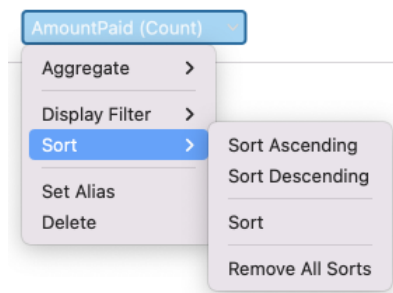 AmountPaid (Count)
Aggregate
Display Filter
Sort
Set Alias
Delete
Sort Ascending
Sort Descending
Sort
Remove All Sorts